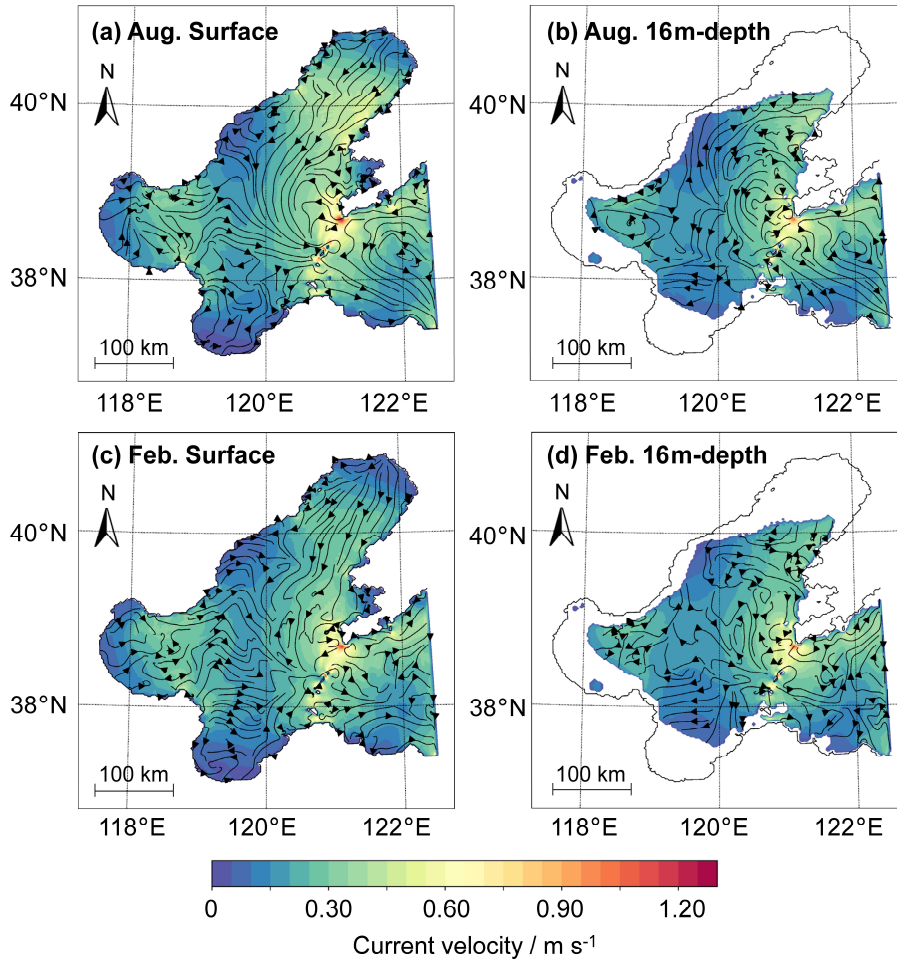 (a) Aug. Surface
(b) Aug. 16m-depth
N
N
40°N
40°N
38°N
38°N
100 km
100 km
118°E 120°E 122°E
118°E 120°E 122°E
(c) Feb. Surface
(d) Feb. 16m-depth
N
N
40°N
40°N
38°N
38°N
100 km
100 km
118°E 120°E 122°E
118°E 120°E 122°E
0 0.30 0.60 0.90 1.20
Current velocity / m s⁻¹